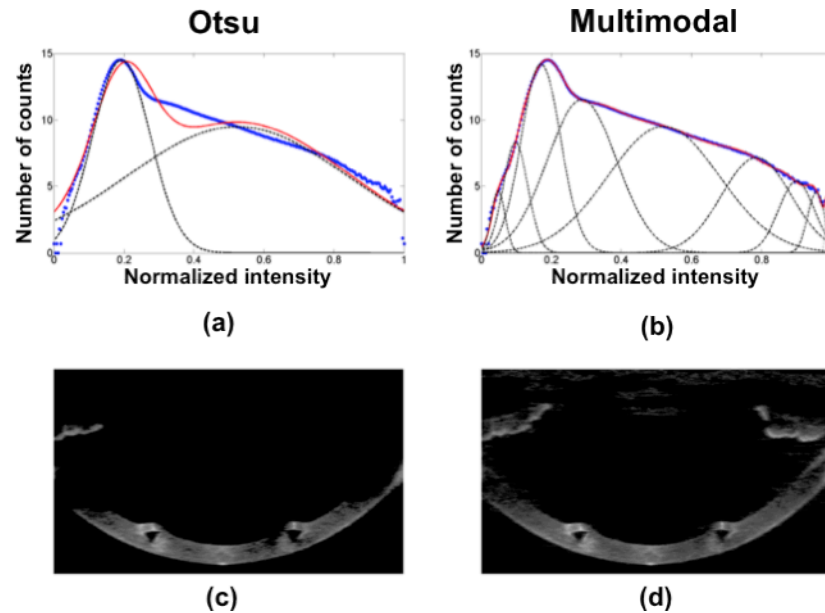 Otsu
Multimodal
Number of counts
15
10
5
0
0
0.2
0.4
0.6
0.8
1
Normalized intensity
(a)
Number of counts
15
10
5
0
0
0.2
0.4
0.6
0.8
Normalized intensity
(b)
(c)
(d)